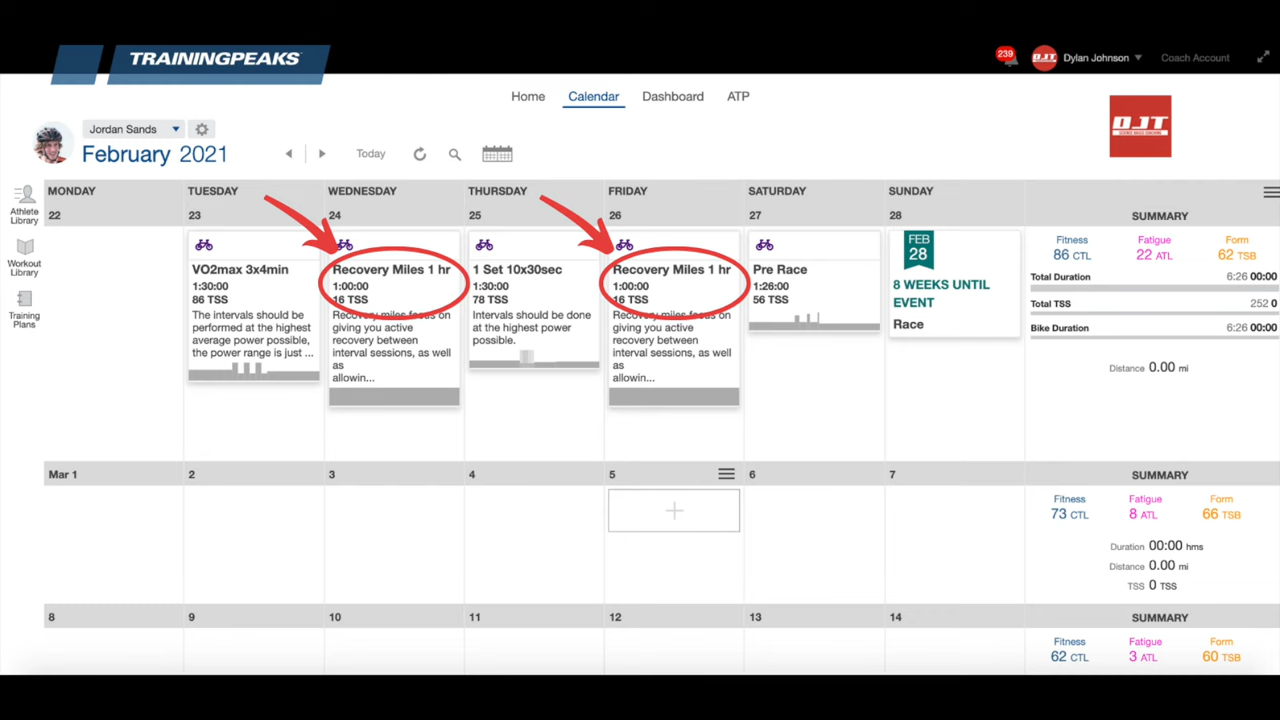 TRAININGPEAKS
239
DJT
Dylan Johnson
Coach Account
Home
Calendar
Dashboard
ATP
Jordan Sands
February 2021
Today
DJT
SCIENCE BASED COACHING
Athlete
Library
Workout
Library
Training
Plans
MONDAY
TUESDAY
WEDNESDAY
THURSDAY
FRIDAY
SATURDAY
SUNDAY
22
23
24
25
26
27
28
SUMMARY
VO2max 3x4min
1:30:00
86 TSS
The intervals should be
performed at the highest
average power possible,
the power range is just ...
Recovery Miles 1 hr
1:00:00
16 TSS
Recovery miles focus on
giving you active
recovery between
interval sessions, as well
as
allowin...
1 Set 10x30sec
1:30:00
78 TSS
Intervals should be done
at the highest power
possible.
Recovery Miles 1 hr
1:00:00
16 TSS
Recovery miles focus on
giving you active
recovery between
interval sessions, as well
as
allowin...
Pre Race
1:26:00
56 TSS
FEB
28
8 WEEKS UNTIL
EVENT
Race
Fitness
86 CTL
Fatigue
22 ATL
Form
62 TSB
Total Duration 6:26 00:00
Total TSS 252 0
Bike Duration 6:26 00:00
Distance 0.00 mi
Mar 1
2
3
4
5
6
7
SUMMARY
Fitness
73 CTL
Fatigue
8 ATL
Form
66 TSB
Duration 00:00 hms
Distance 0.00 mi
TSS 0 TSS
8
9
10
11
12
13
14
SUMMARY
Fitness
62 CTL
Fatigue
3 ATL
Form
60 TSB